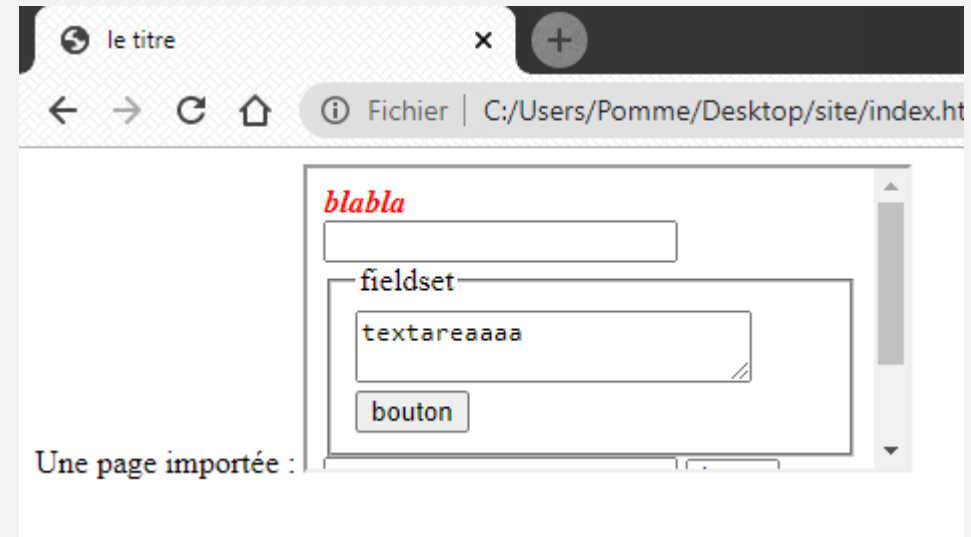 le titre
Fichier C:/Users/Pomme/Desktop/site/index.ht
blabla
fieldset
textareaaaa
bouton
Une page importée :